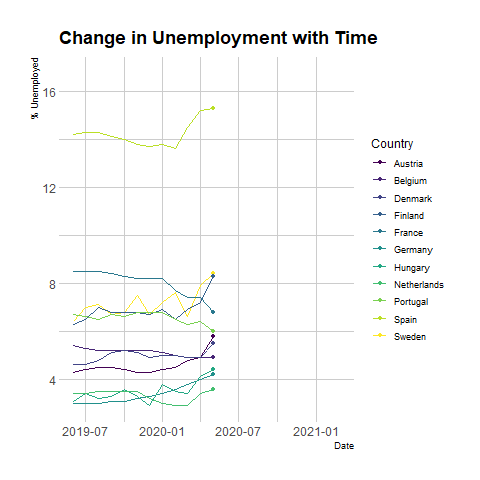 Change in Unemployment with Time
% Unemployed
16
12
8
4
2019-07 2020-01 2020-07 2021-01
Date
Country
Austria
Belgium
Denmark
Finland
France
Germany
Hungary
Netherlands
Portugal
Spain
Sweden